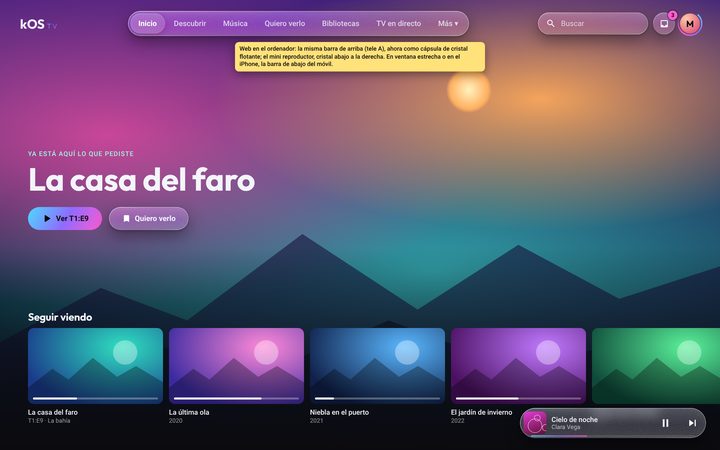 kOS TV
Inicio Descubrir Música Quiero verlo Bibliotecas TV en directo Más ▾
Buscar
3
M
Web en el ordenador: la misma barra de arriba (tele A), ahora como cápsula de cristal
flotante; el mini reproductor, cristal abajo a la derecha. En ventana estrecha o en el
iPhone, la barra de abajo del móvil.
YA ESTÁ AQUÍ LO QUE PEDISTE
La casa del faro
Ver T1:E9 Quiero verlo
Seguir viendo
La casa del faro
T1:E9 · La bahía
La última ola
2020
Niebla en el puerto
2021
El jardín de invierno
2022
Cielo de noche
Clara Vega